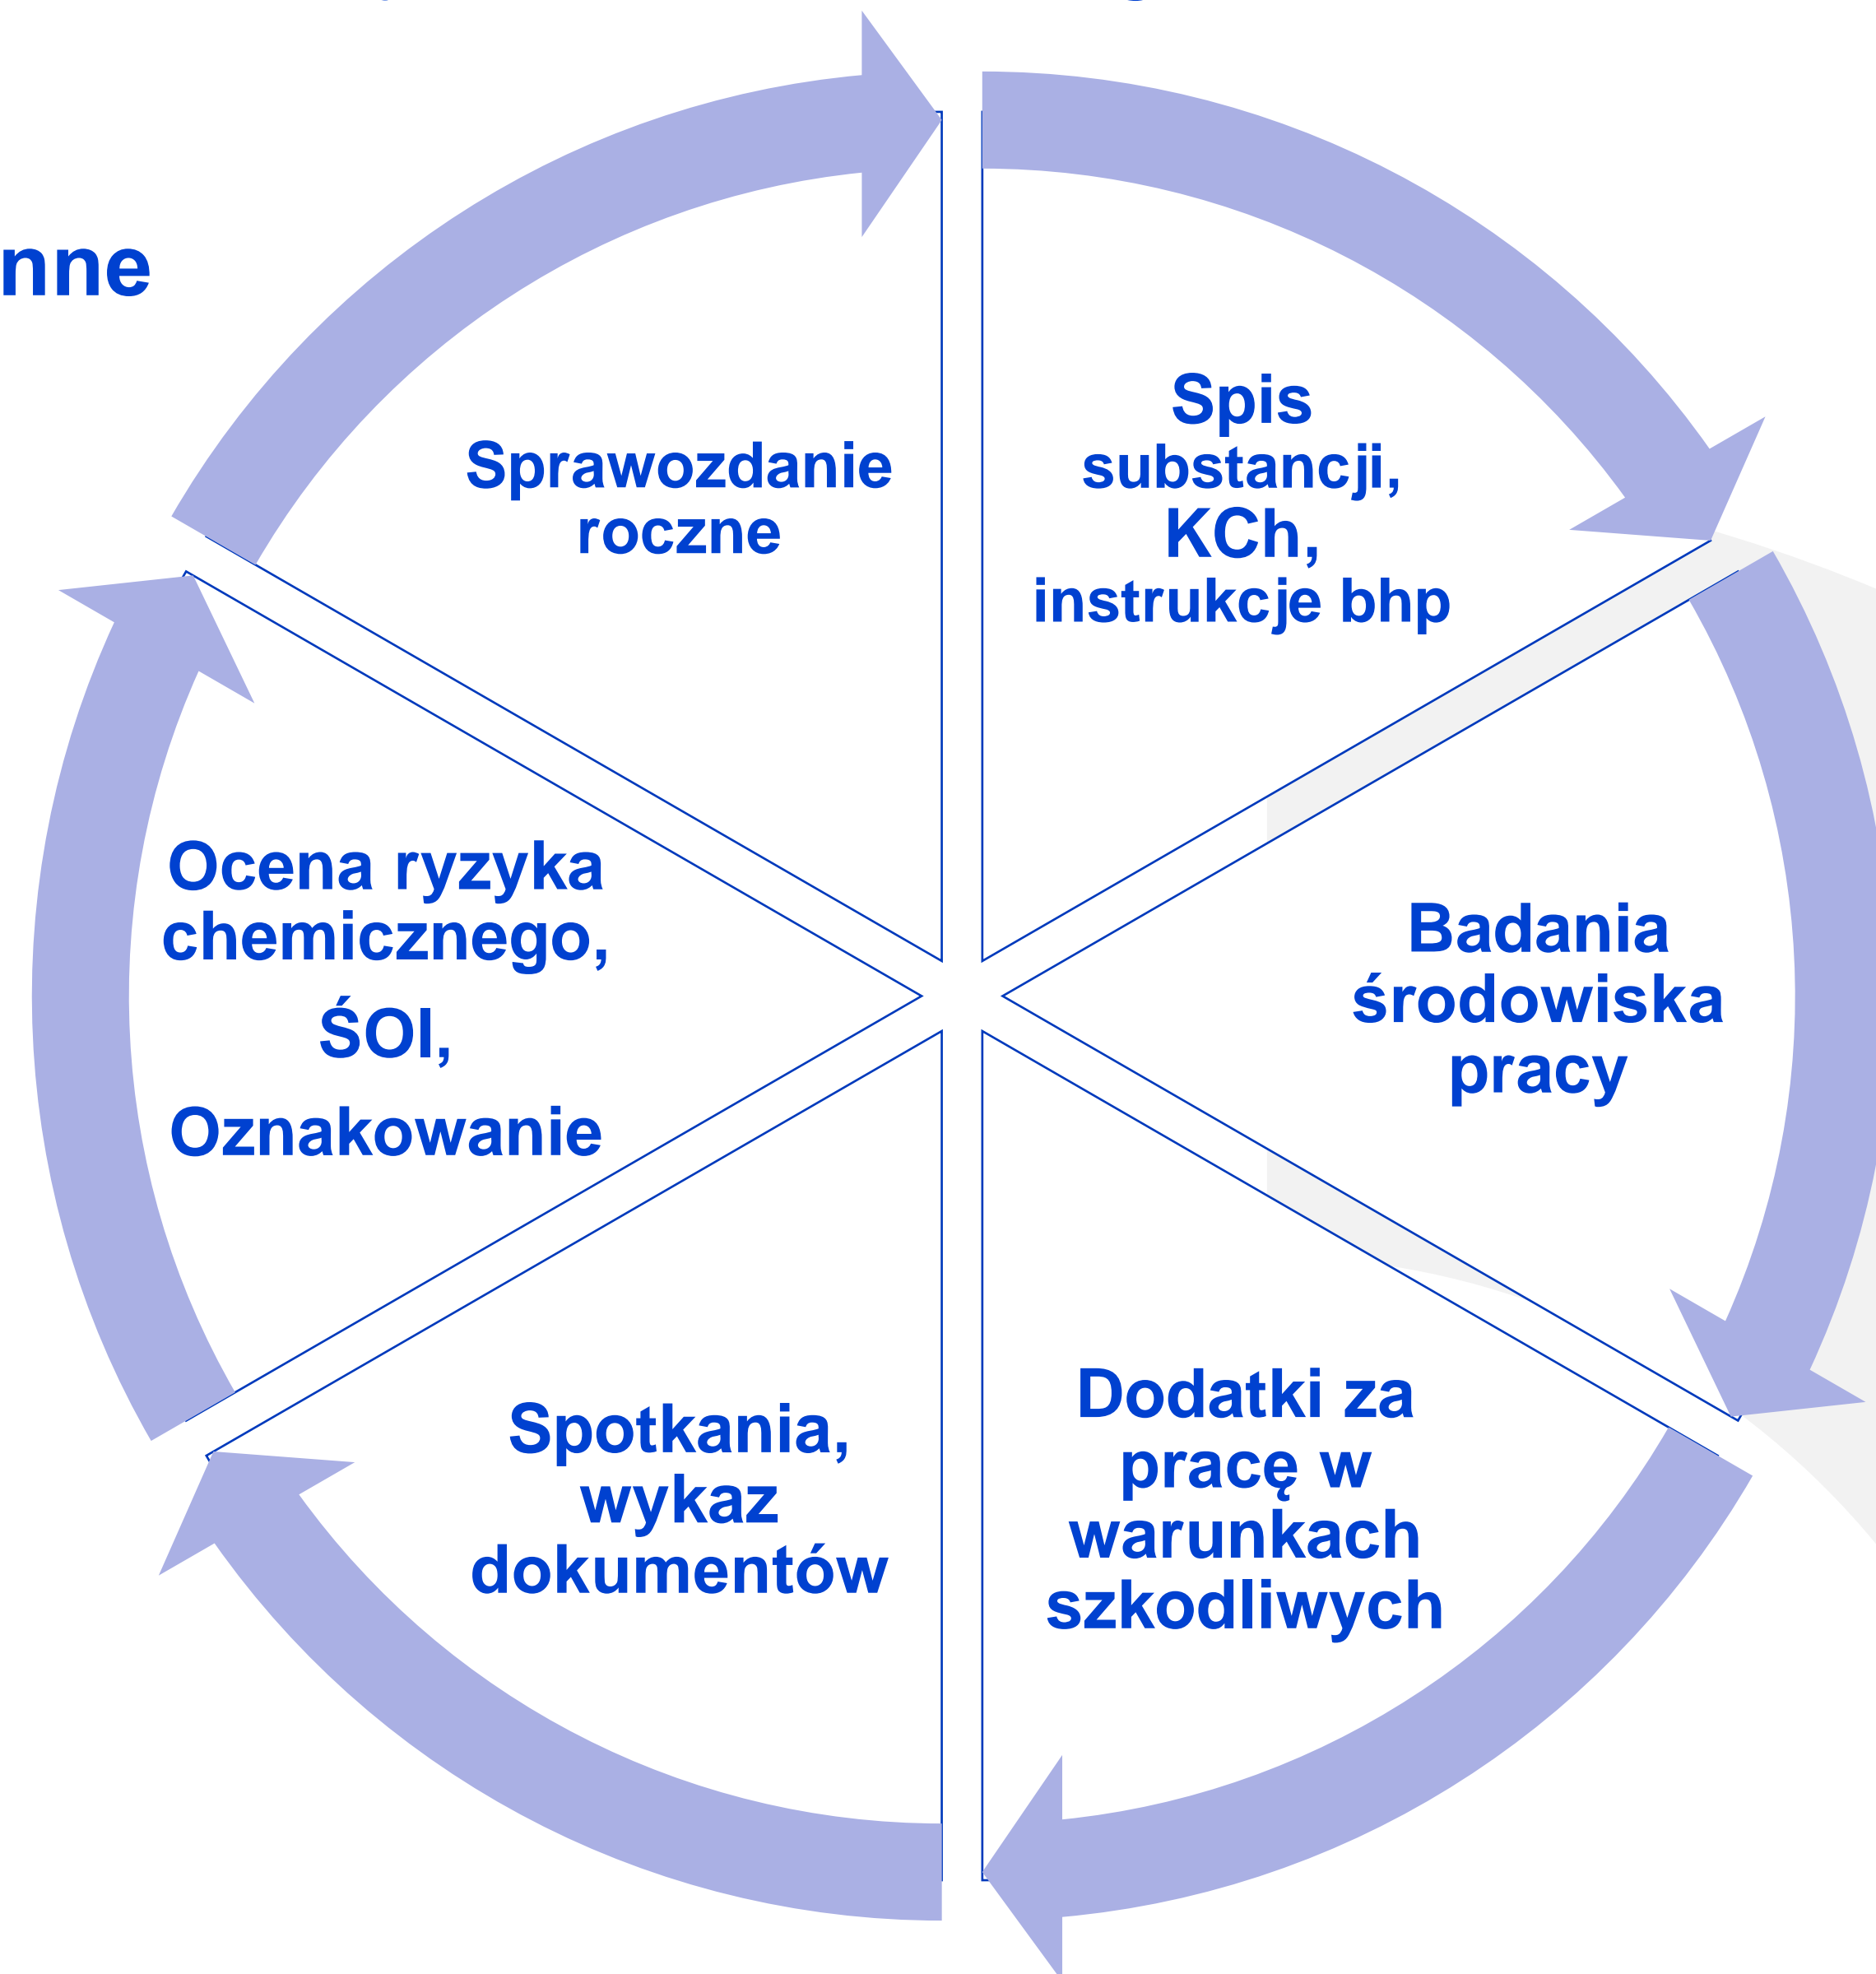 nne
Sprawozdanie
roczne
Spis
substancji,
KCh,
instrukcje bhp
Badania
środowiska
pracy
Dodatki za
pracę w
warunkach
szkodliwych
Spotkania,
wykaz
dokumentów
Ocena ryzyka
chemicznego,
ŚOI,
Oznakowanie